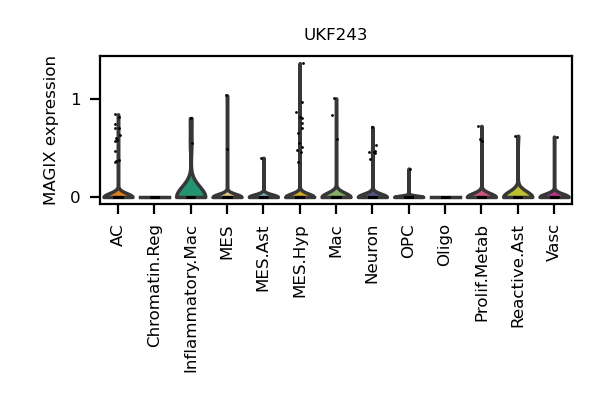 UKF243
MAGIX expression
1
0
AC
Chromatin.Reg
Inflammatory.Mac
MES
MES.Ast
MES.Hyp
Mac
Neuron
OPC
Oligo
Prolif.Metab
Reactive.Ast
Vasc